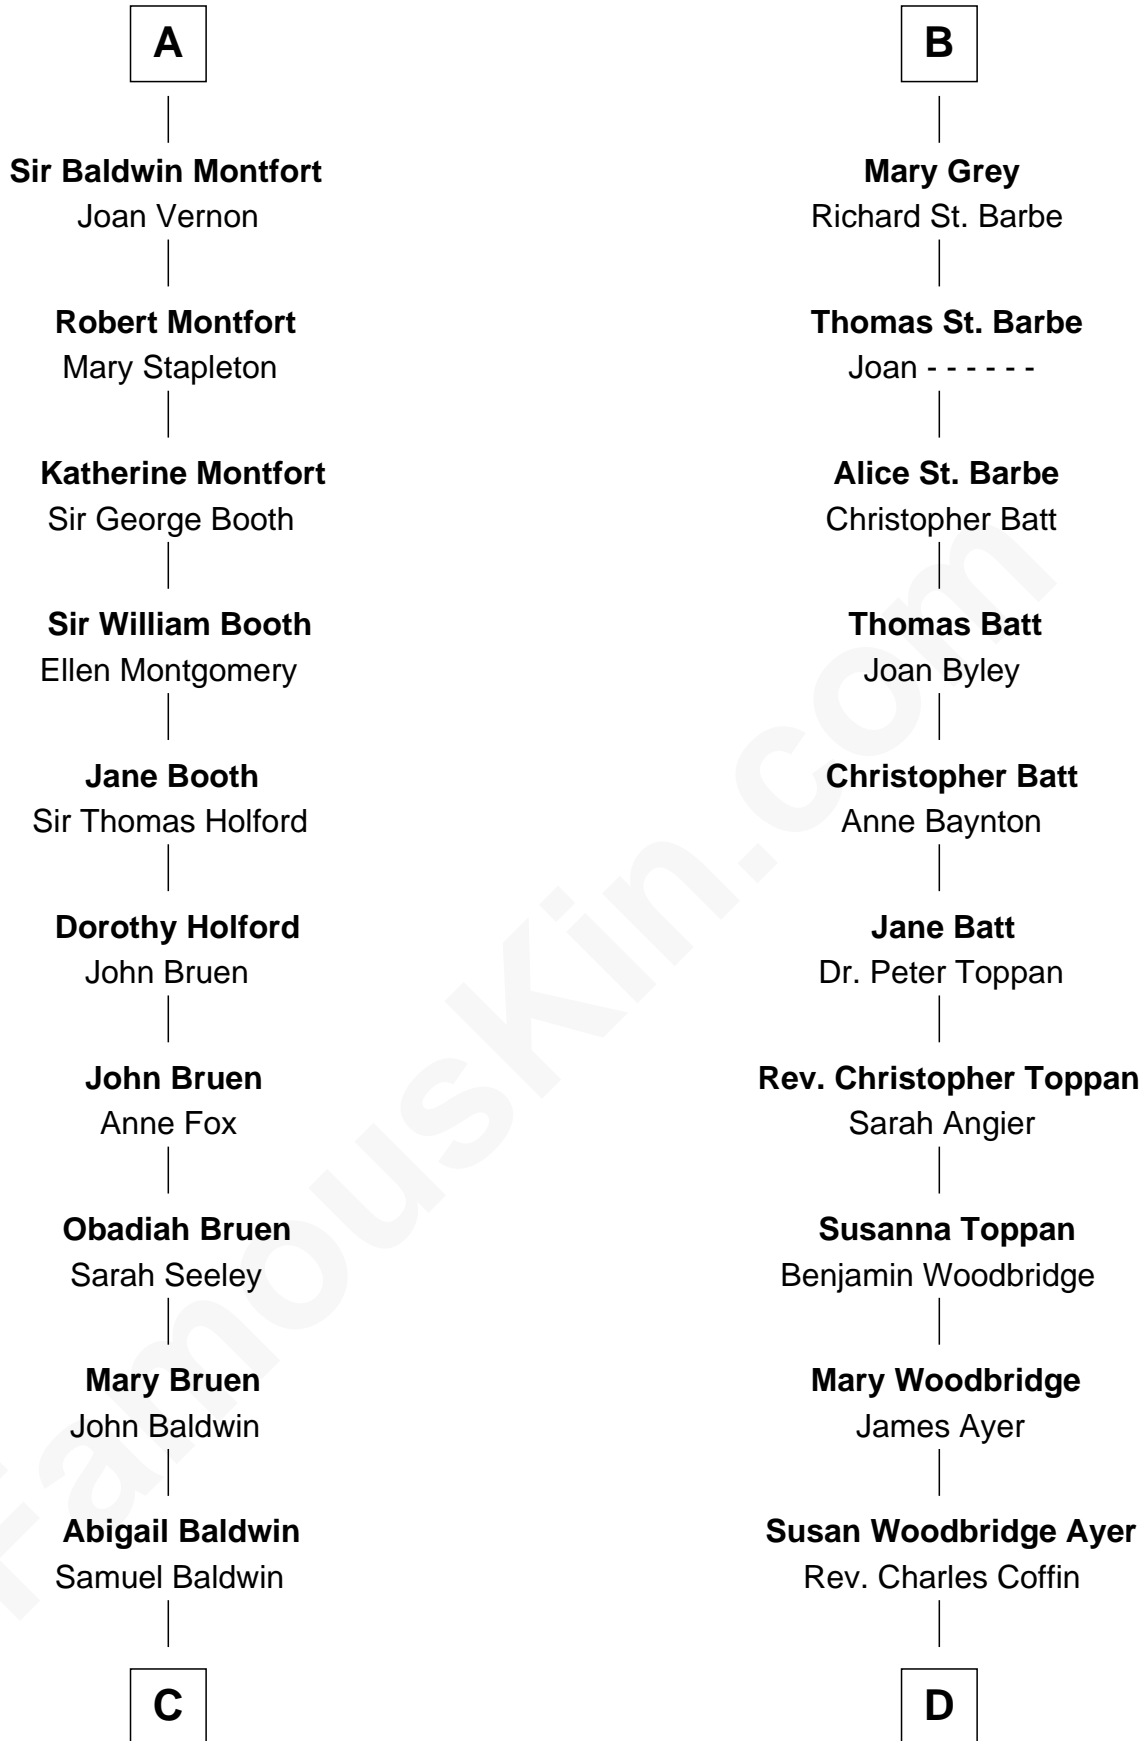 A
Sir Baldwin Montfort
Joan Vernon
Robert Montfort
Mary Stapleton
Katherine Montfort
Sir George Booth
Sir William Booth
Ellen Montgomery
Jane Booth
Sir Thomas Holford
Dorothy Holford
John Bruen
John Bruen
Anne Fox
Obadiah Bruen
Sarah Seeley
Mary Bruen
John Baldwin
Abigail Baldwin
Samuel Baldwin
C
B
Mary Grey
Richard St. Barbe
Thomas St. Barbe
Joan - - - - - -
Alice St. Barbe
Christopher Batt
Thomas Batt
Joan Byley
Christopher Batt
Anne Baynton
Jane Batt
Dr. Peter Toppan
Rev. Christopher Toppan
Sarah Angier
Susanna Toppan
Benjamin Woodbridge
Mary Woodbridge
James Ayer
Susan Woodbridge Ayer
Rev. Charles Coffin
D
FamousKin.com